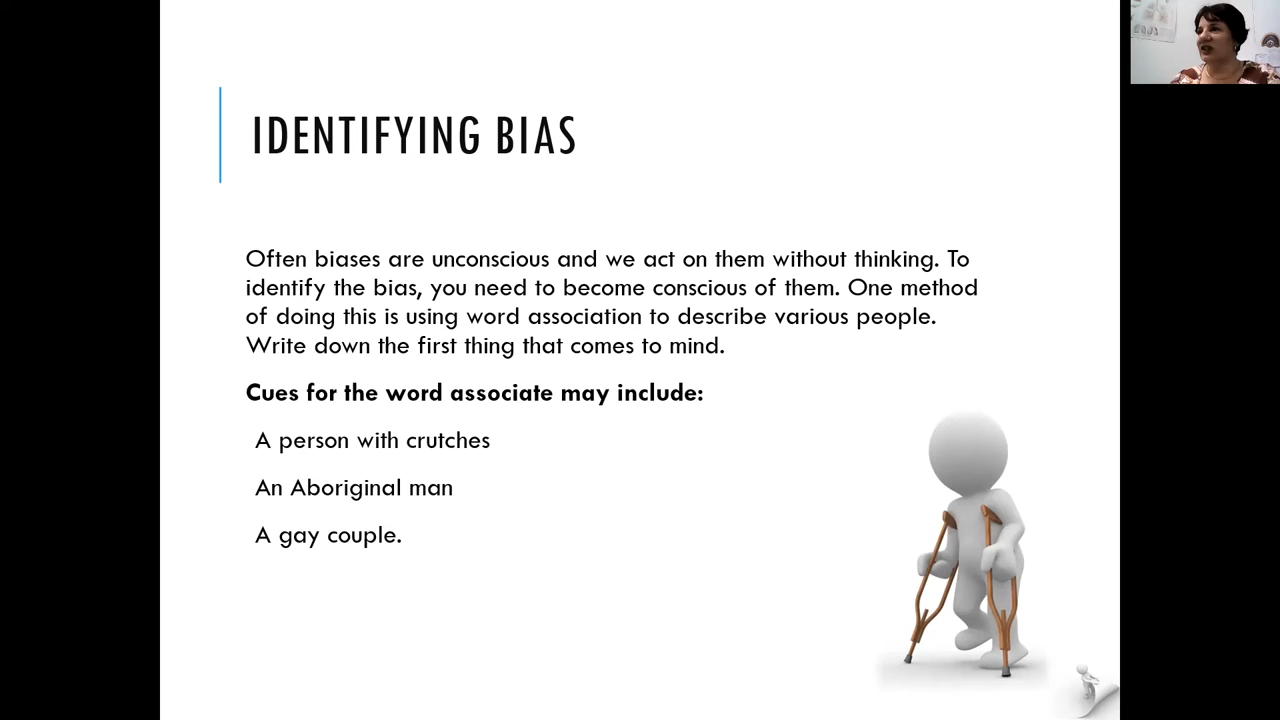 IDENTIFYING BIAS
Often biases are unconscious and we act on them without thinking. To
identify the bias, you need to become conscious of them. One method
of doing this is using word association to describe various people.
Write down the first thing that comes to mind.
Cues for the word associate may include:
A person with crutches
An Aboriginal man
A gay couple.